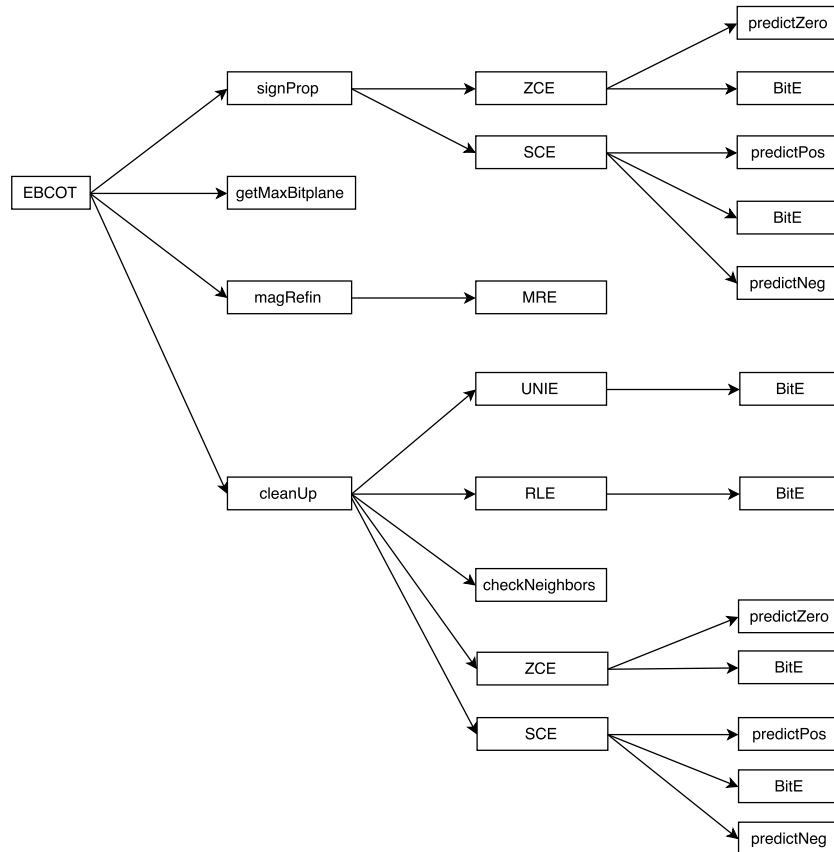 predictZero
signProp
ZCE
BitE
SCE
predictPos
EBCOT
getMaxBitplane
BitE
predictNeg
magRefin
MRE
UNIE
BitE
cleanUp
RLE
BitE
checkNeighbors
predictZero
ZCE
BitE
SCE
predictPos
BitE
predictNeg